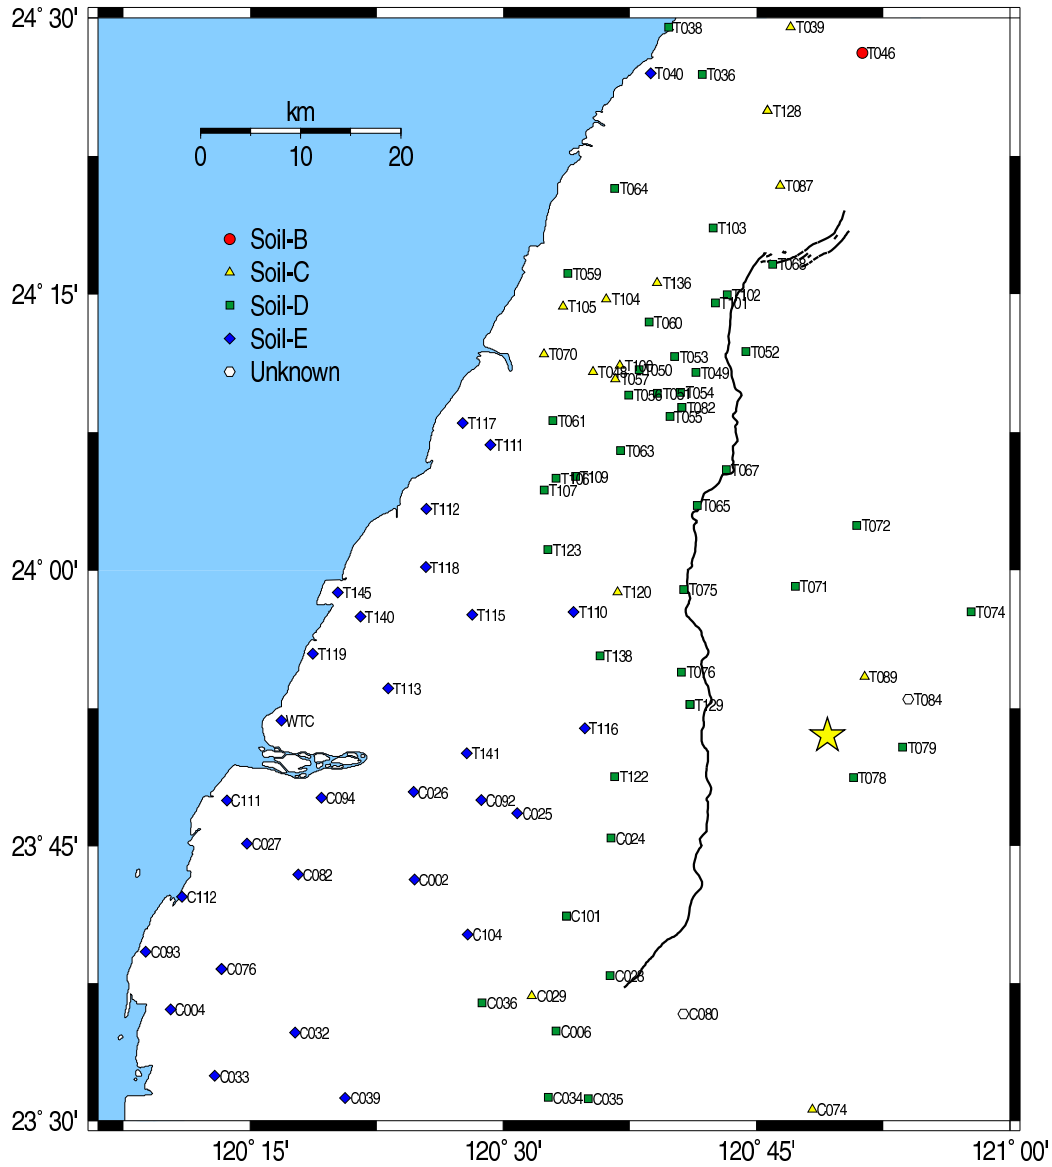 24° 30'
T038
T039
T046
T040
T036
km
T128
0 10 20
T087
T064
T103
Soil-B
T068
Soil-C
T059
T136
24° 15'
T102
T104
T101
T105
Soil-D
T060
Soil-E
T052
T070
T053
T100
T050
T048
T049
Unknown
T057
T054
T051
T056
T082
T055
T061
T117
T111
T063
T067
T109
T106
T107
T065
T112
T072
T123
24° 00'
T118
T071
T075
T145
T120
T074
T110
T115
T140
T119
T138
T076
T089
T113
T084
T129
WTC
T116
T079
T141
T122
T078
C026
C094
C092
C111
C025
C024
23° 45'
C027
C082
C002
C112
C101
C104
C093
C076
C028
C029
C036
C004
C080
C032
C006
C033
C039
C034
C035
C074
23° 30'
120° 15' 120° 30' 120° 45' 121° 00'